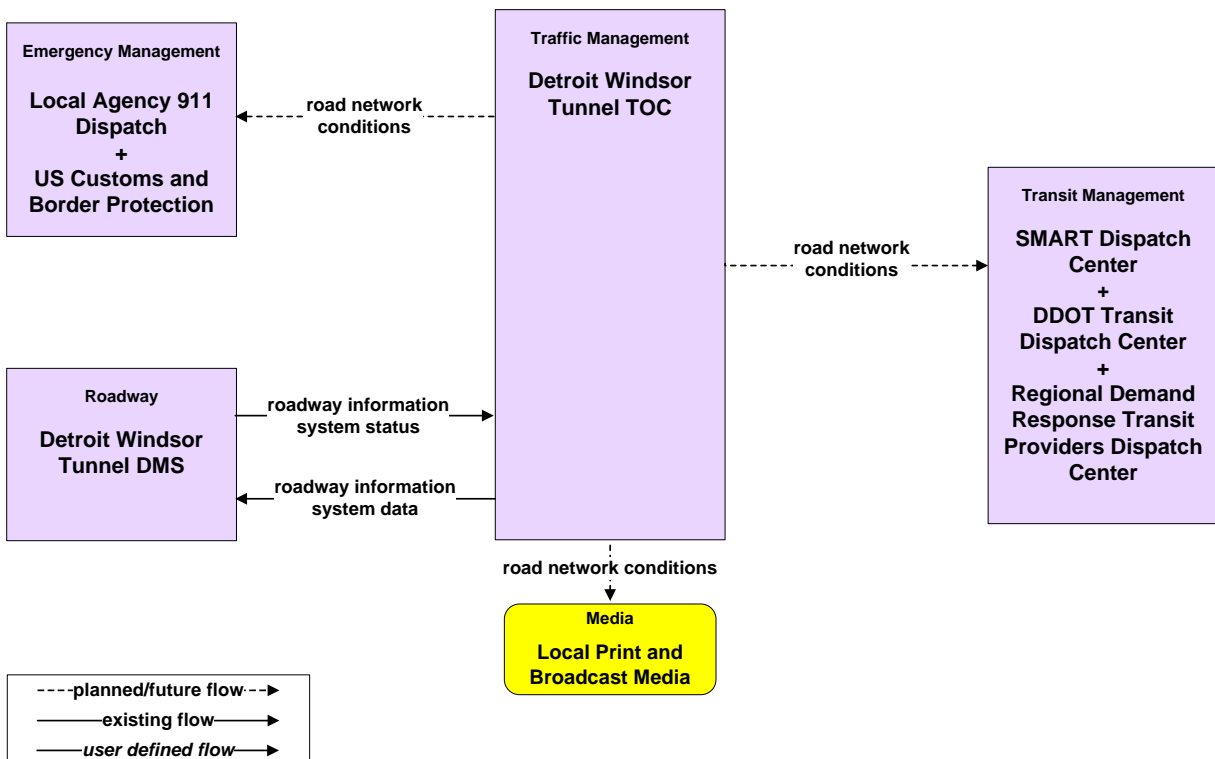 Emergency Management
Local Agency 911
Dispatch
+
US Customs and
Border Protection
road network
conditions
Traffic Management
Detroit Windsor
Tunnel TOC
road network
conditions
Transit Management
SMART Dispatch
Center
+
DDOT Transit
Dispatch Center
+
Regional Demand
Response Transit
Providers Dispatch
Center
Roadway
Detroit Windsor
Tunnel DMS
roadway information
system status
roadway information
system data
road network conditions
Media
Local Print and
Broadcast Media
planned/future flow
existing flow
user defined flow